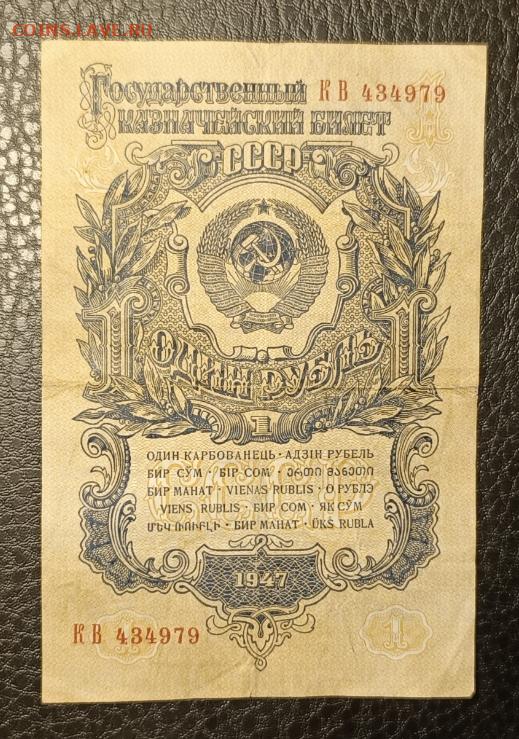 COINS.LAVE.RU
Государственный КВ 434979
казначейский билет
СССР
1 1
ОДИН РУБЛЬ
1
ОДИН КАРБОВАНЕЦЬ · АДЗІН РУБЕЛЬ
БИР СЎМ · БІР СОМ · ᲔᲠᲗᲘ ᲛᲐᲜᲔᲗᲘ
БИР МАНАТ · VIENAS RUBLIS · О РУБЛЭ
VIENS RUBLIS · БИР СОМ · ЯК СӮМ
ՄԵԿ ՌՈՒԲԼԻ · БИР МАНАТ · ÜKS RUBLA
1947
КВ 434979 1